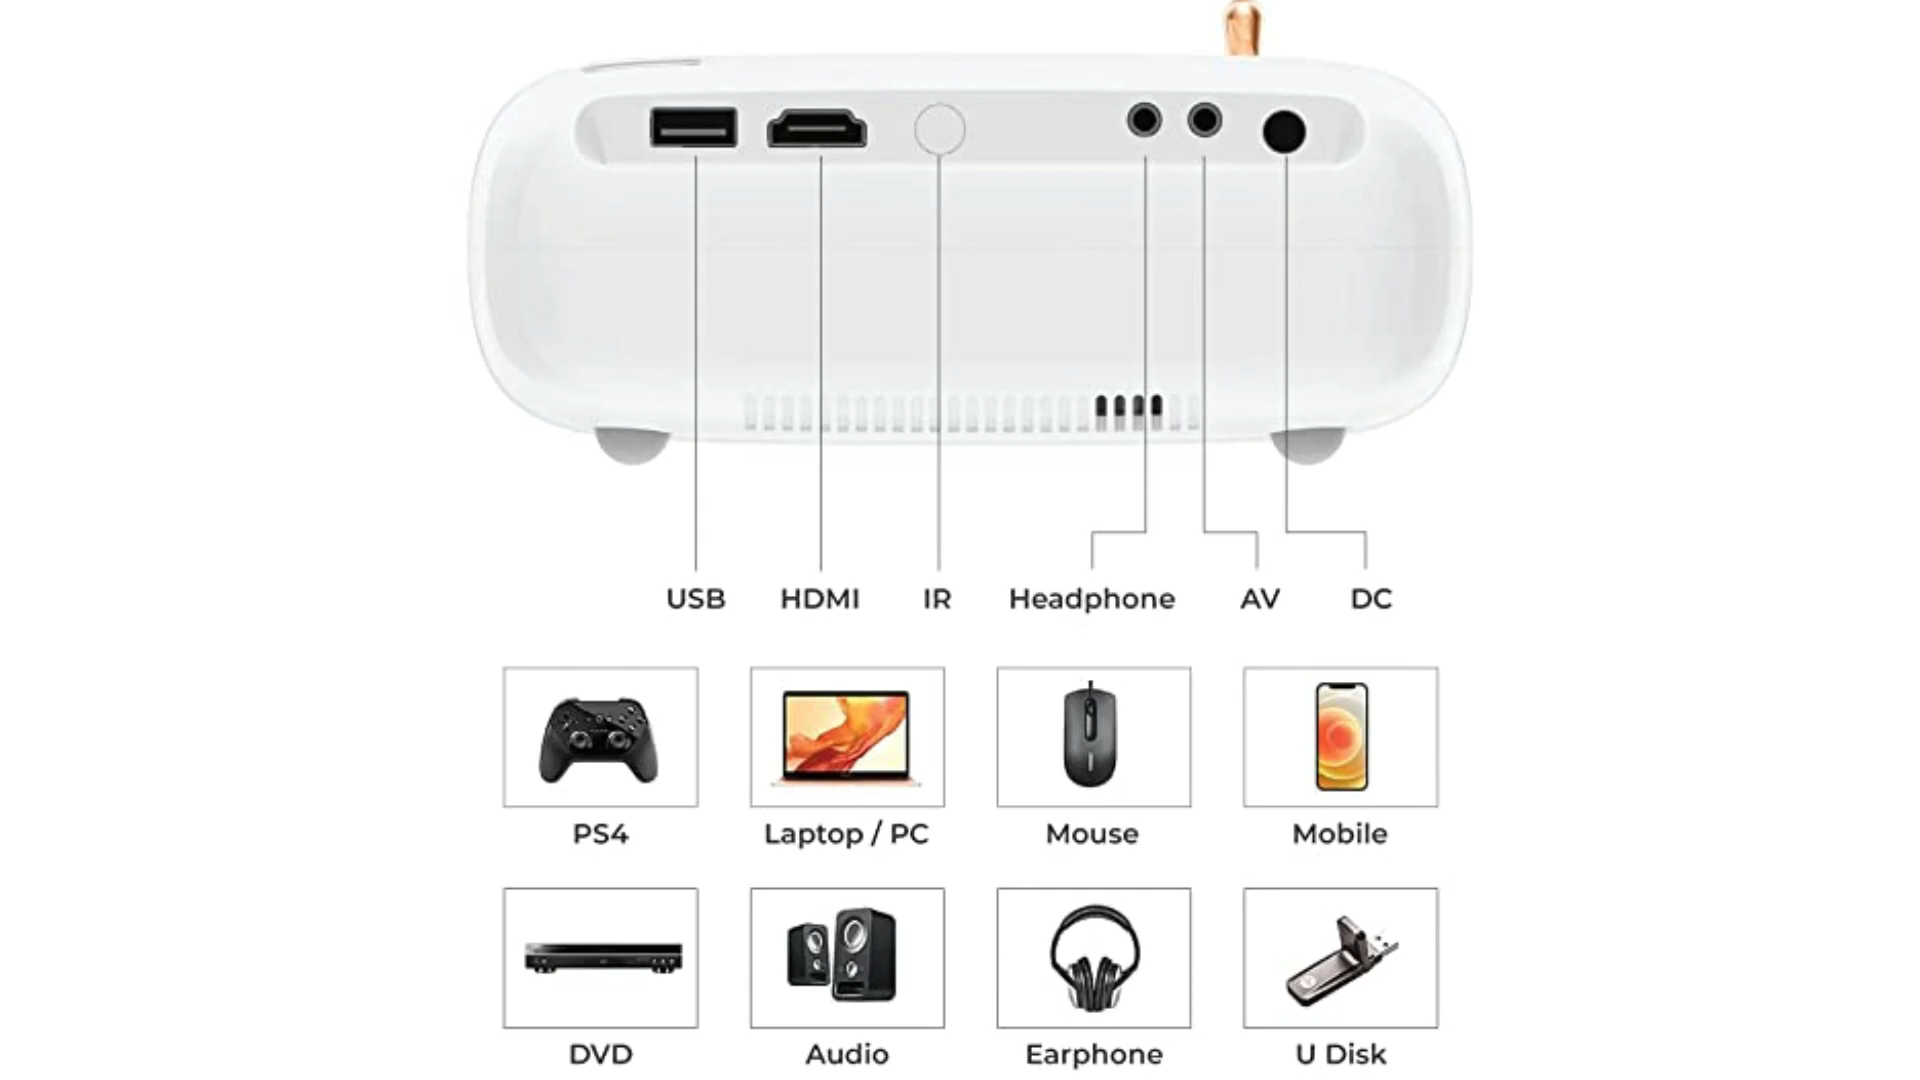 USB HDMI IR Headphone AV DC
PS4 Laptop / PC Mouse Mobile
DVD Audio Earphone U Disk